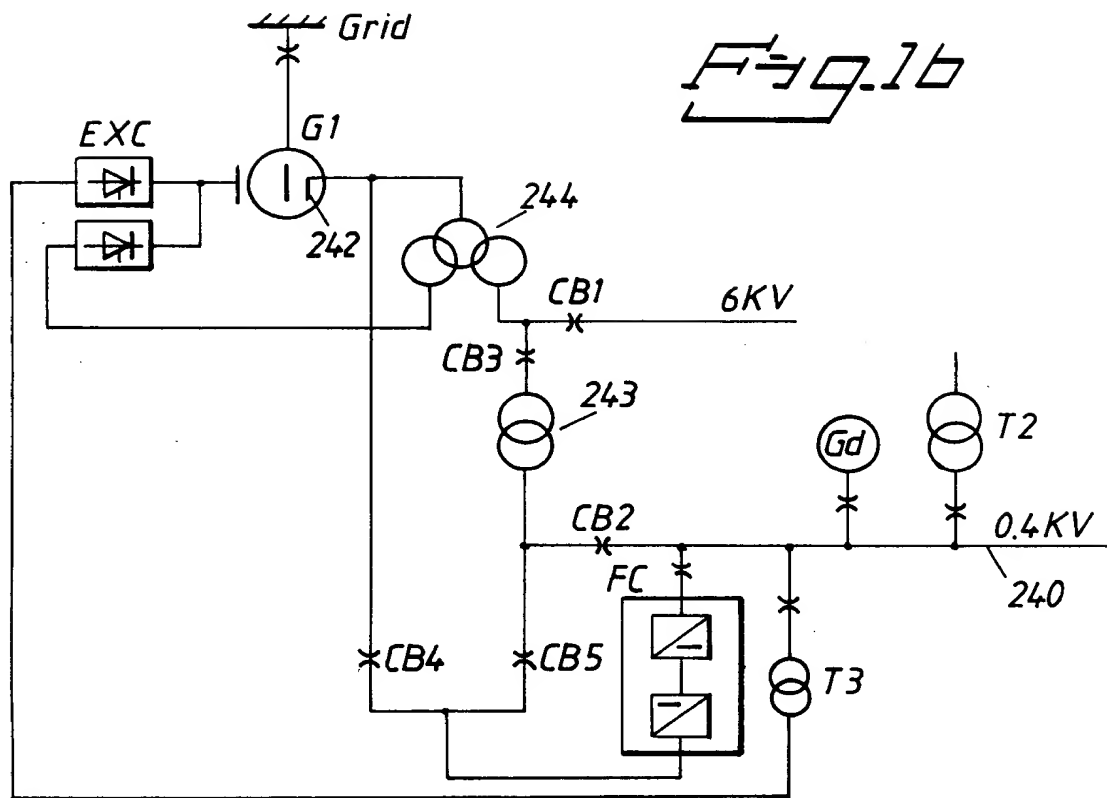 Grid
Fig.1b
EXC
G1
244
242
CB1
6KV
CB3
243
Gd
T2
CB2
0.4KV
FC
240
CB4
CB5
T3